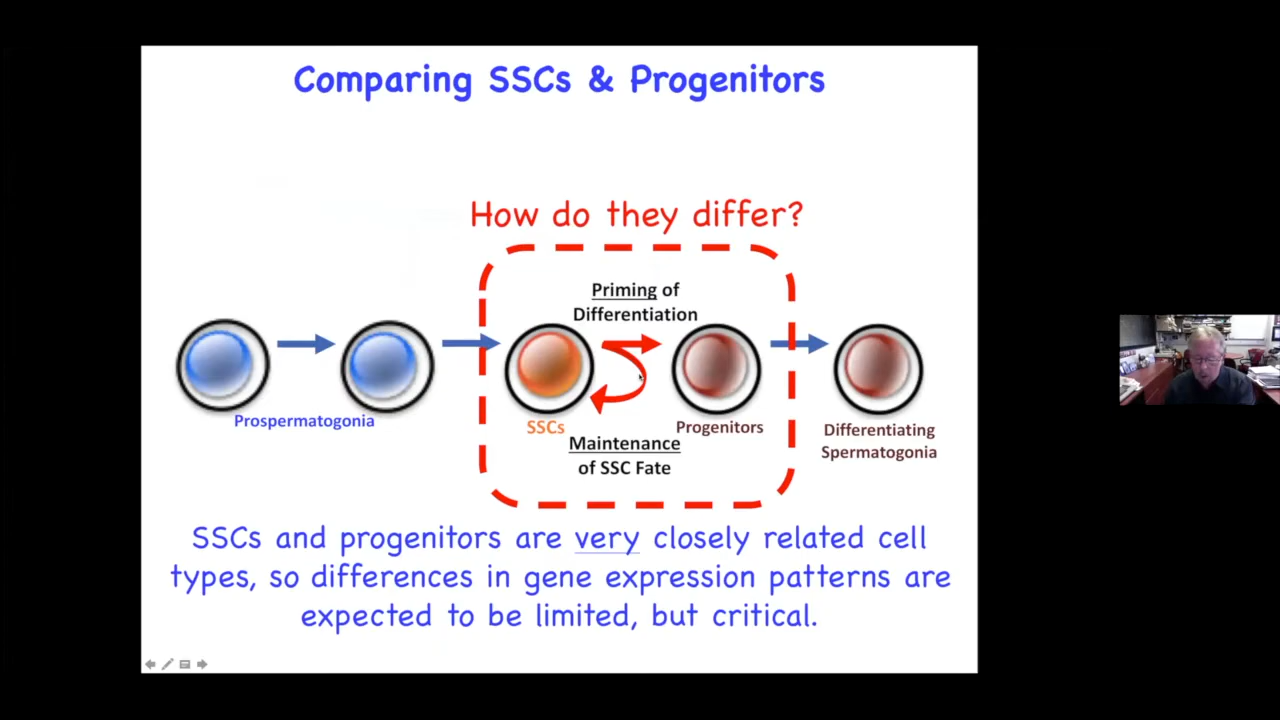 Comparing SSCs & Progenitors
How do they differ?
Priming of
Differentiation
Prospermatogonia
SSCs
Progenitors
Maintenance
of SSC Fate
Differentiating
Spermatogonia
SSCs and progenitors are very closely related cell
types, so differences in gene expression patterns are
expected to be limited, but critical.